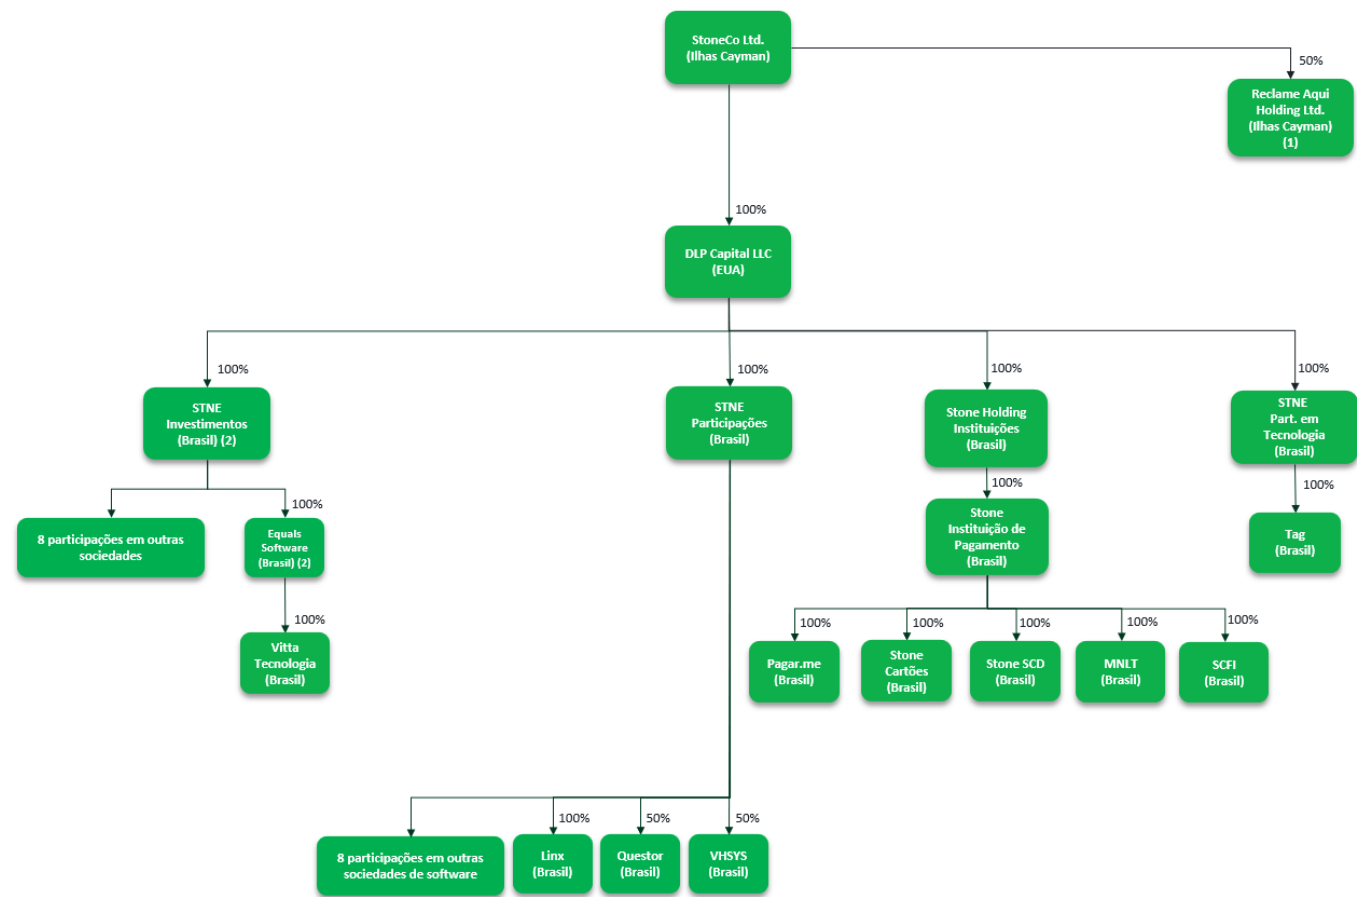 StoneCo Ltd.
(Ilhas Cayman)
50%
Reclame Aqui
Holding Ltd.
(Ilhas Cayman)
(1)
100%
DLP Capital LLC
(EUA)
100%
100%
100%
100%
STNE
Investimentos
(Brasil) (2)
STNE
Participações
(Brasil)
Stone Holding
Instituições
(Brasil)
STNE
Part. em
Tecnologia
(Brasil)
100%
100%
100%
8 participações em outras
sociedades
Equals
Software
(Brasil) (2)
Stone
Instituição de
Pagamento
(Brasil)
Tag
(Brasil)
100%
100%
100%
100%
100%
100%
Vitta
Tecnologia
(Brasil)
Pagar.me
(Brasil)
Stone
Cartões
(Brasil)
Stone SCD
(Brasil)
MNLT
(Brasil)
SCFI
(Brasil)
100%
50%
50%
8 participações em outras
sociedades de software
Linx
(Brasil)
Questor
(Brasil)
VHSYS
(Brasil)